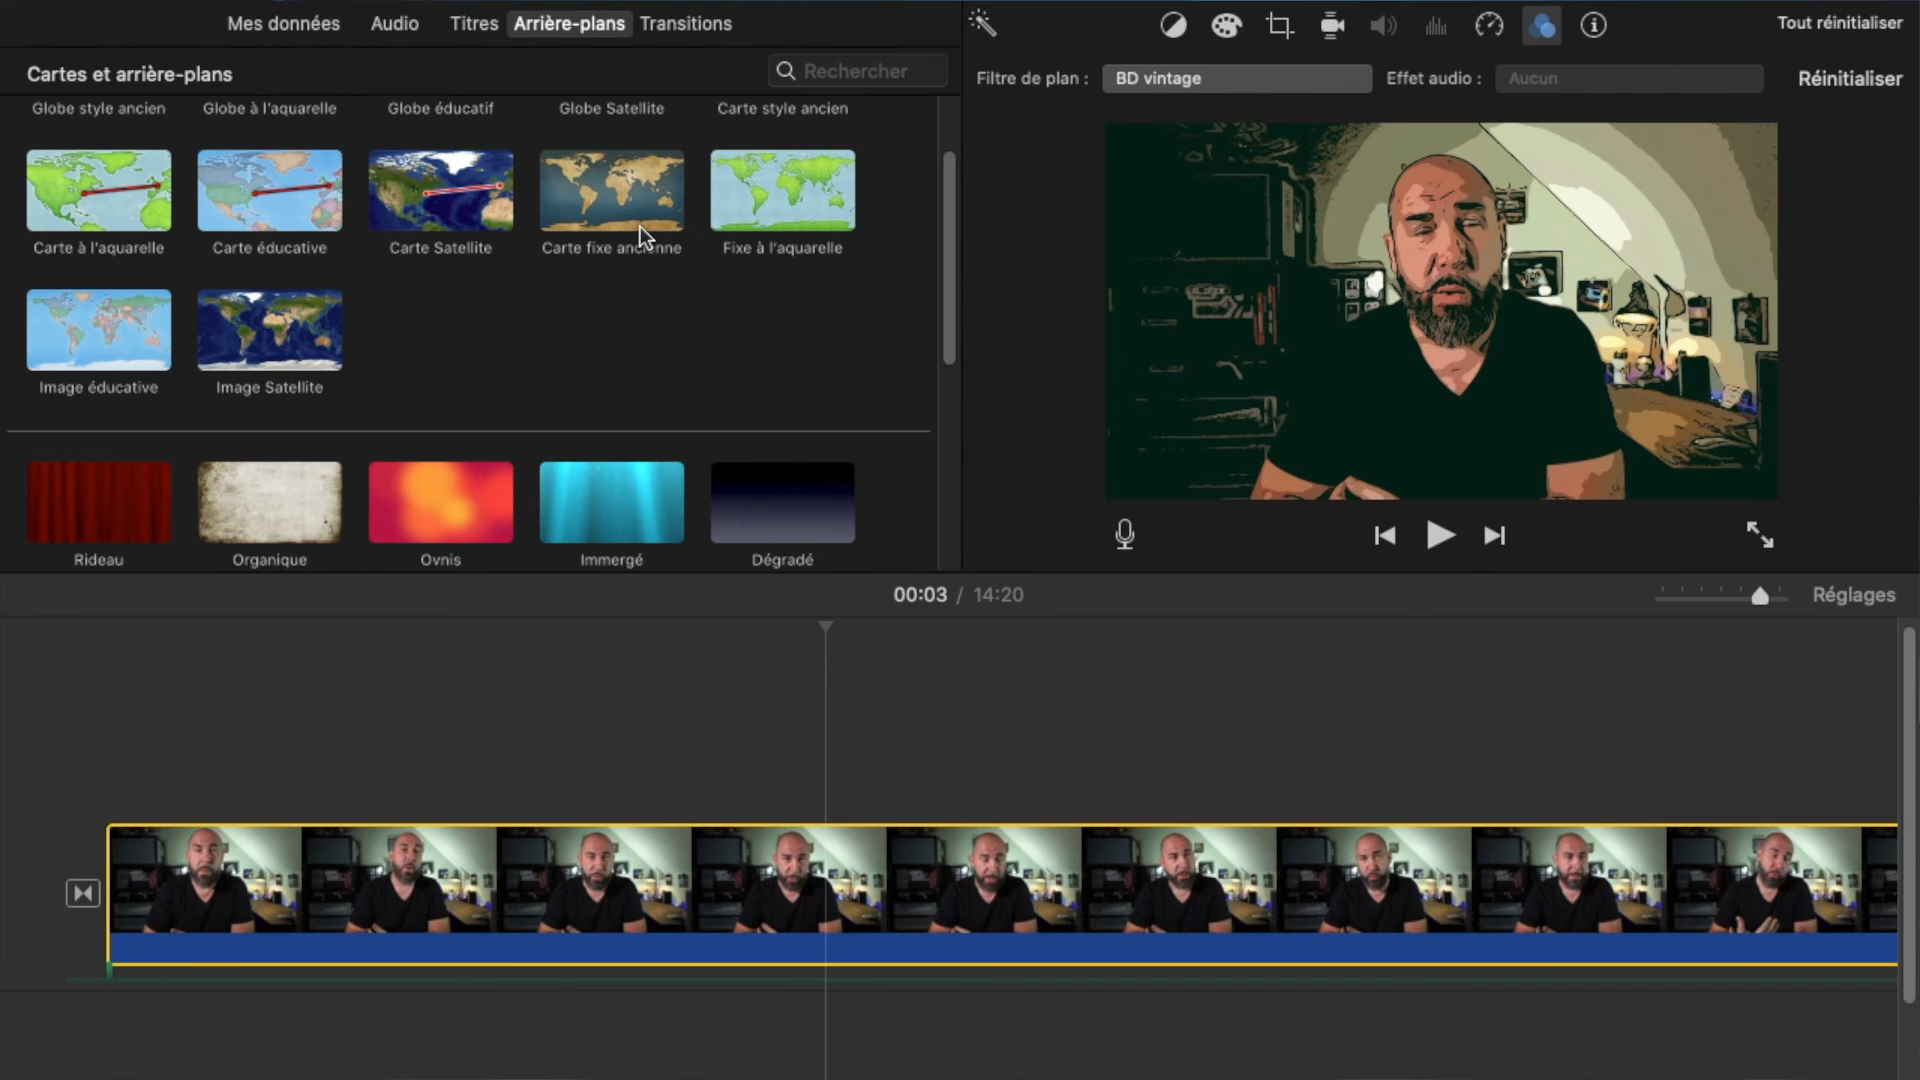 Mes données Audio Titres Arrière-plans Transitions
Tout réinitialiser
Cartes et arrière-plans
Rechercher
Filtre de plan : BD vintage Effet audio : Aucun Réinitialiser
Globe style ancien Globe à l'aquarelle Globe éducatif Globe Satellite Carte style ancien
Carte à l'aquarelle Carte éducative Carte Satellite Carte fixe ancienne Fixe à l'aquarelle
Image éducative Image Satellite
Rideau Organique Ovnis Immergé Dégradé
00:03 / 14:20
Réglages